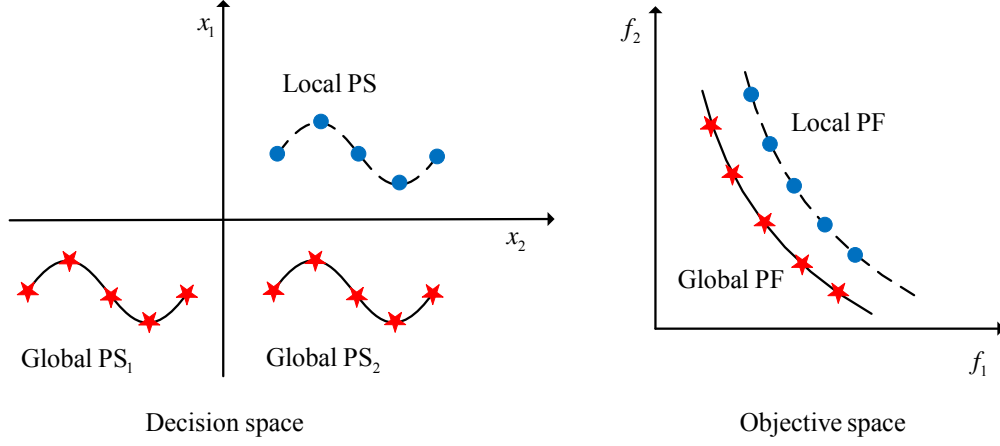 x₁
Local PS
x₂
Global PS₁
Global PS₂
Decision space
f₂
Local PF
Global PF
f₁
Objective space